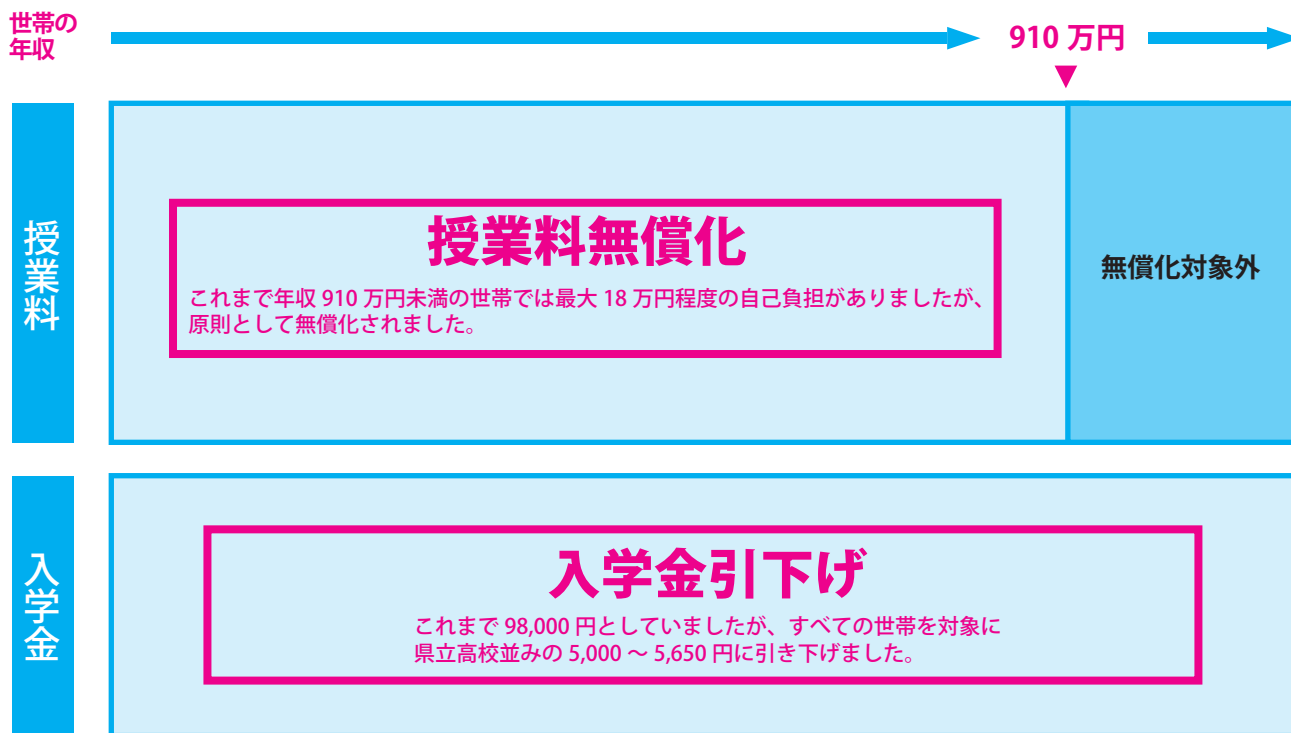 世帯の
年収
910 万円
授業料
授業料無償化
これまで年収 910 万円未満の世帯では最大 18 万円程度の自己負担がありましたが、
原則として無償化されました。
無償化対象外
入学金
入学金引下げ
これまで 98,000 円としていましたが、すべての世帯を対象に
県立高校並みの 5,000 ～ 5,650 円に引き下げました。